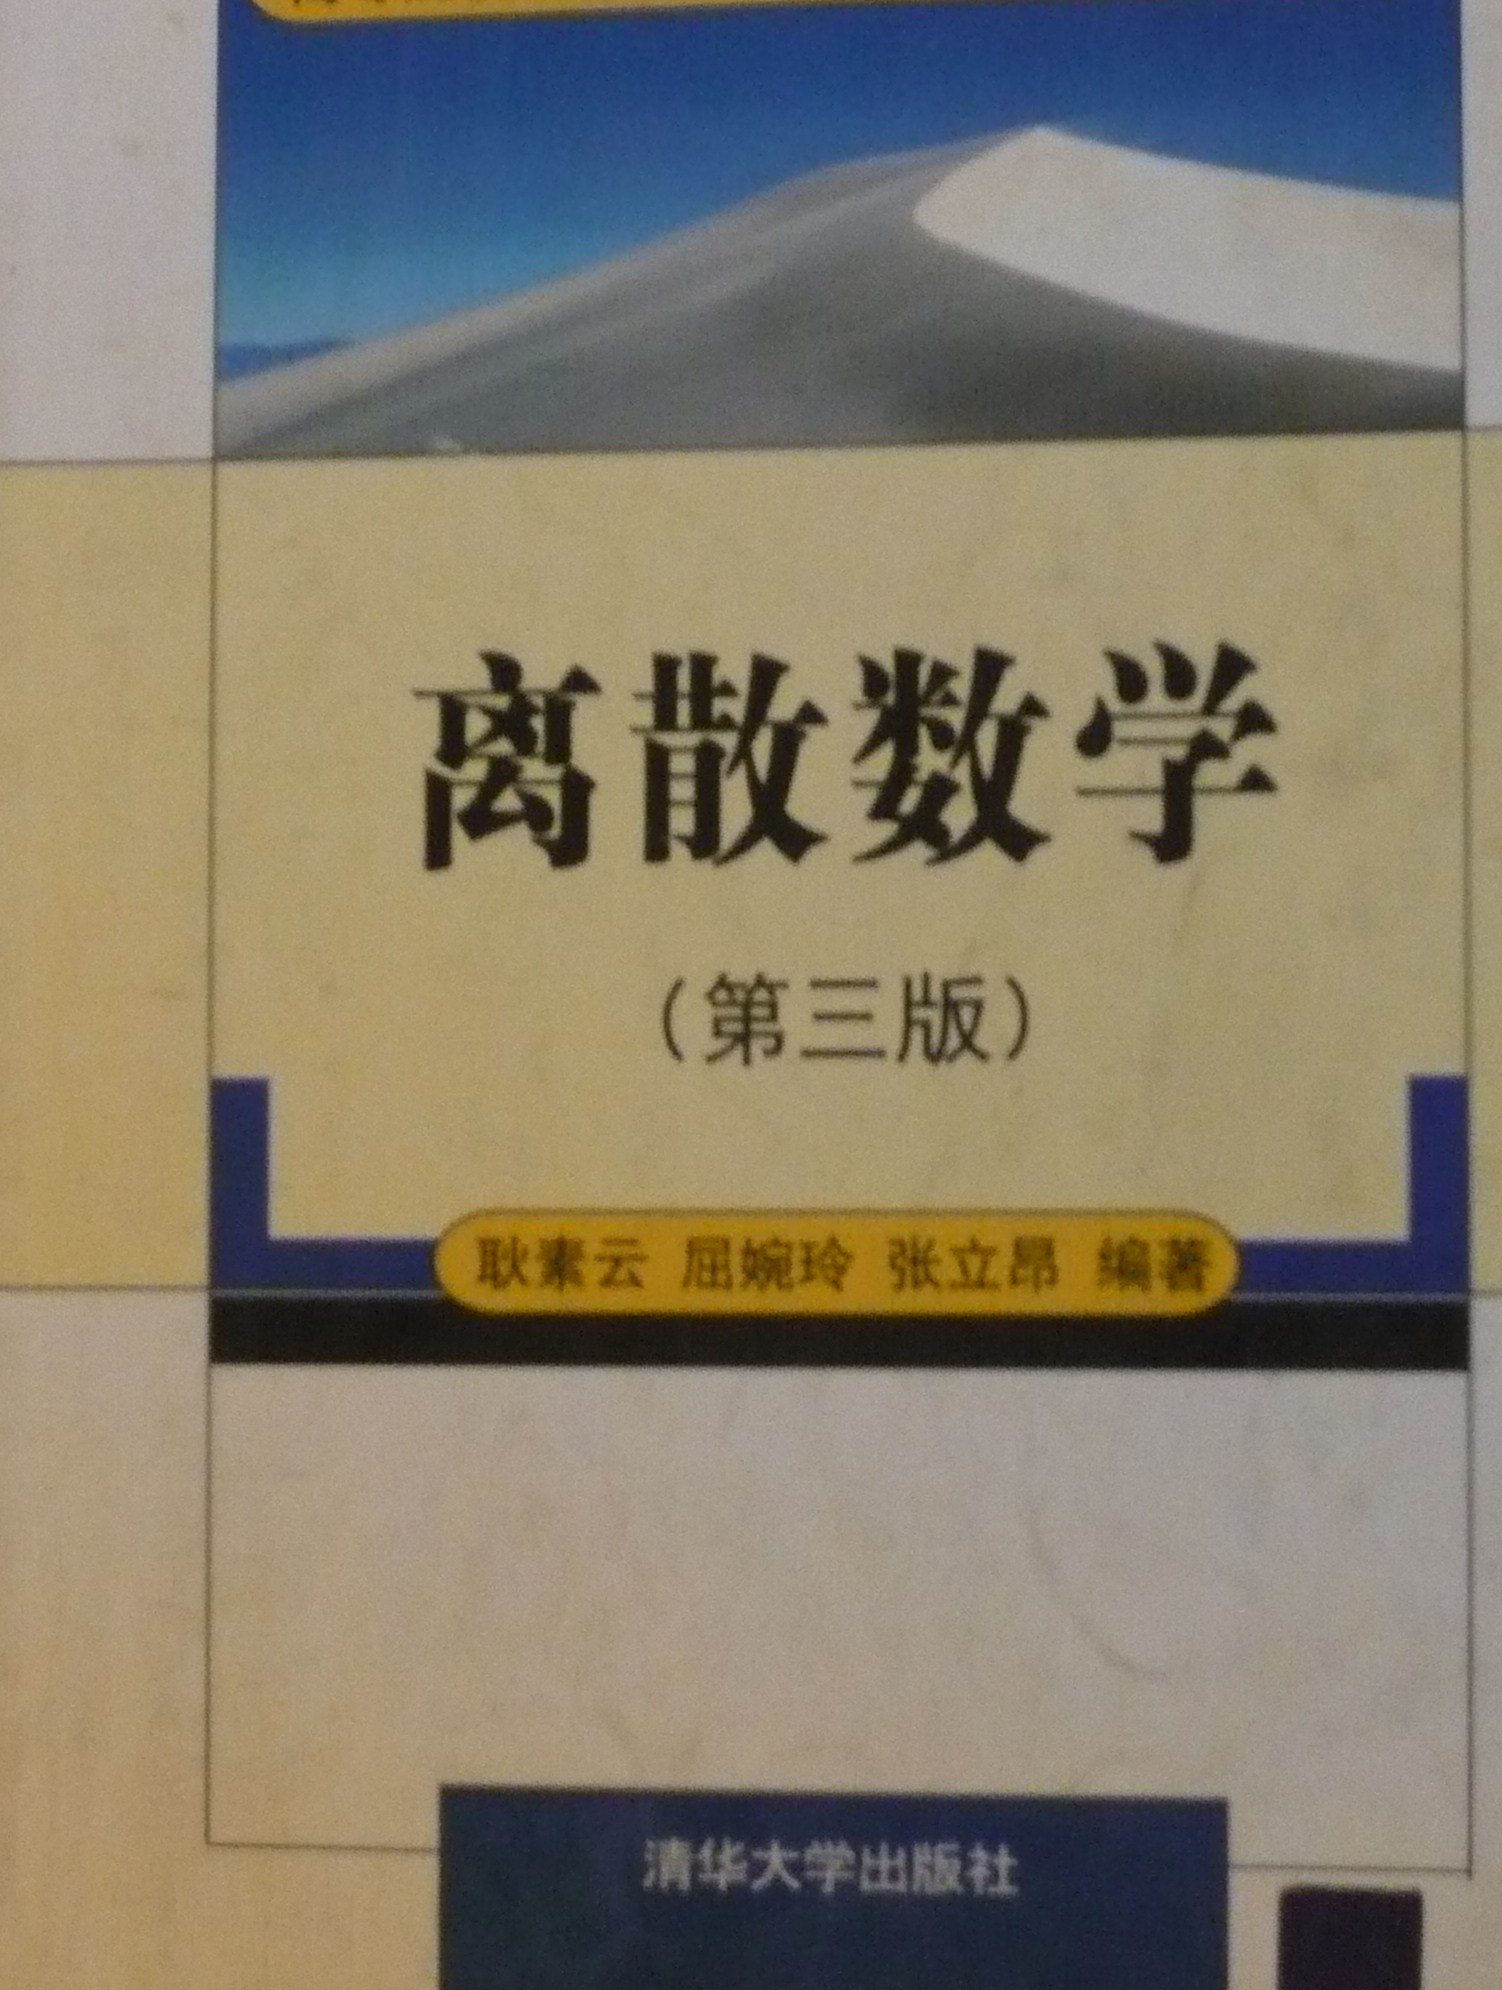 离散数学
（第三版）
耿素云 屈婉玲 张立昂 编著
清华大学出版社